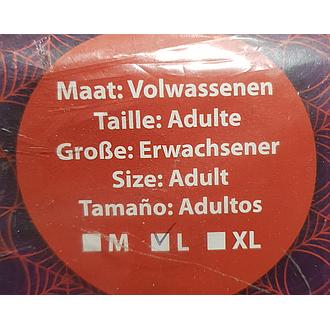 Maat: Volwassenen
Taille: Adulte
Große: Erwachsener
Size: Adult
Tamaño: Adultos
M L XL